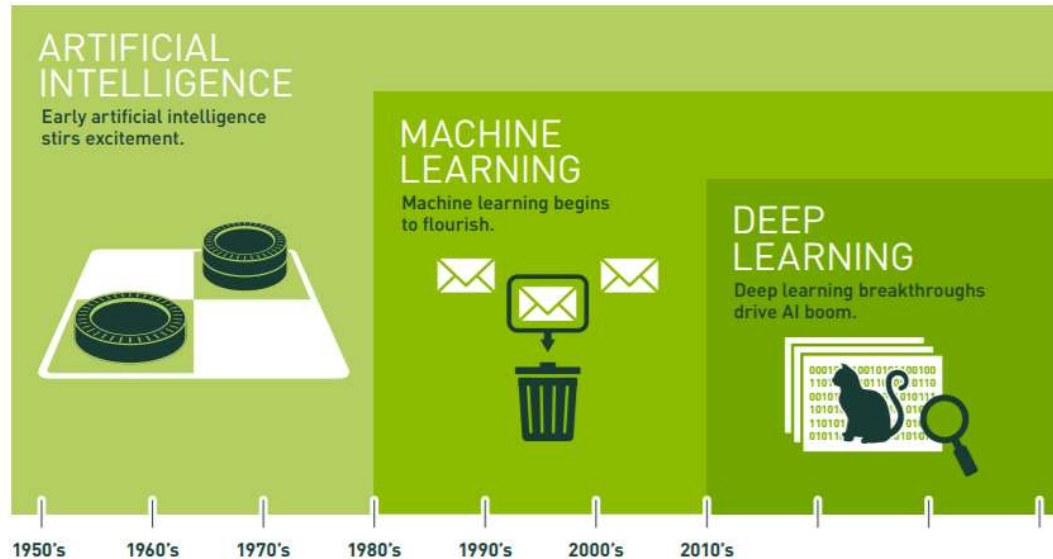 ARTIFICIAL
INTELLIGENCE
Early artificial intelligence
stirs excitement.
MACHINE
LEARNING
Machine learning begins
to flourish.
DEEP
LEARNING
Deep learning breakthroughs
drive AI boom.
1950's 1960's 1970's 1980's 1990's 2000's 2010's